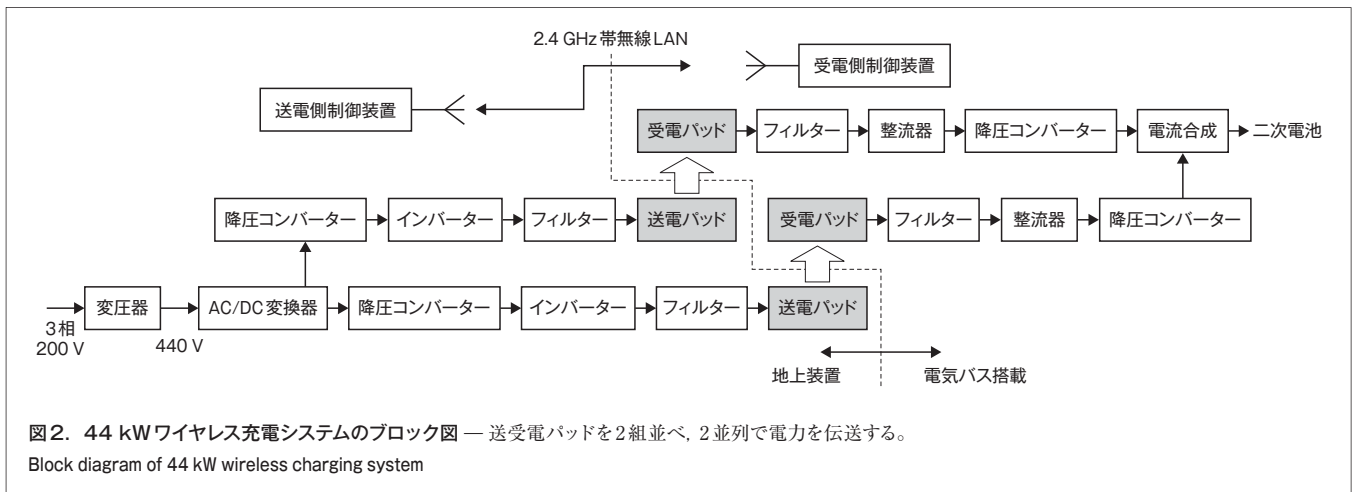 2.4 GHz帯無線LAN
送電側制御装置
受電側制御装置
受電パッド
フィルター
整流器
降圧コンバーター
電流合成
二次電池
降圧コンバーター
インバーター
フィルター
送電パッド
受電パッド
フィルター
整流器
降圧コンバーター
変圧器
AC/DC変換器
降圧コンバーター
インバーター
フィルター
送電パッド
3相
200 V
440 V
地上装置
電気バス搭載
図2. 44 kWワイヤレス充電システムのブロック図 — 送受電パッドを2組並べ, 2並列で電力を伝送する。
Block diagram of 44 kW wireless charging system